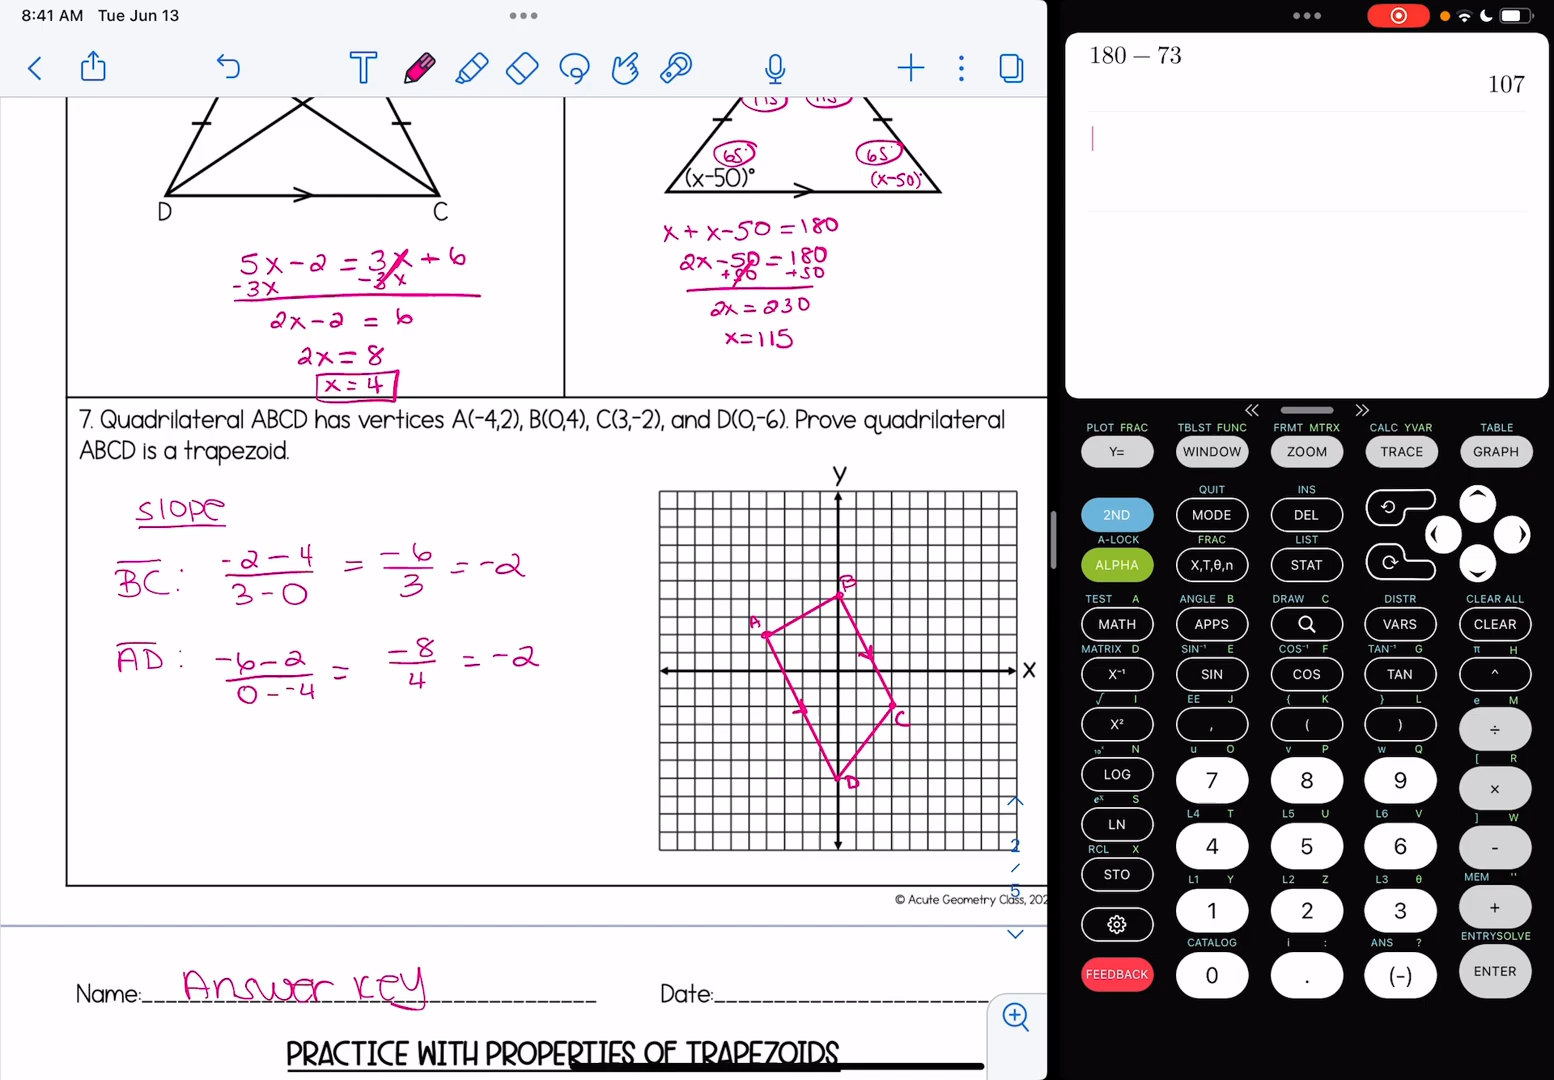 8:41 AM Tue Jun 13
180 − 73
107
115 115
65° 65°
(x-50)° (x-50)°
D C
5x-2 = 3x + 6
-3x -3x
2x-2 = 6
2x = 8
x = 4
x + x-50 = 180
2x -50 = 180
+50 +50
2x = 230
x = 115
7. Quadrilateral ABCD has vertices A(-4,2), B(0,4), C(3,-2), and D(0,-6). Prove quadrilateral
ABCD is a trapezoid.
Slope
BC: -2-4 / 3-0 = -6/3 = -2
AD: -6-2 / 0--4 = -8/4 = -2
y
B
A
x
C
D
2
/
5
© Acute Geometry Class, 202
Name: Answer key Date:
PRACTICE WITH PROPERTIES OF TRAPEZOIDS
PLOT FRAC TBLST FUNC FRMT MTRX CALC YVAR TABLE
Y= WINDOW ZOOM TRACE GRAPH
QUIT INS
2ND MODE DEL
A-LOCK FRAC LIST
ALPHA X,T,θ,n STAT
TEST A ANGLE B DRAW C DISTR CLEAR ALL
MATH APPS VARS CLEAR
MATRIX D SIN⁻¹ E COS⁻¹ F TAN⁻¹ G π H
X⁻¹ SIN COS TAN ^
√ I EE J { K } L e M
X² , ( ) ÷
10ˣ N u O v P w Q [ R
LOG 7 8 9 ×
eˣ S L4 T L5 U L6 V ] W
LN 4 5 6 -
RCL X L1 Y L2 Z L3 θ MEM "
STO 1 2 3 +
CATALOG i : ANS ? ENTRY SOLVE
FEEDBACK 0 . (-) ENTER